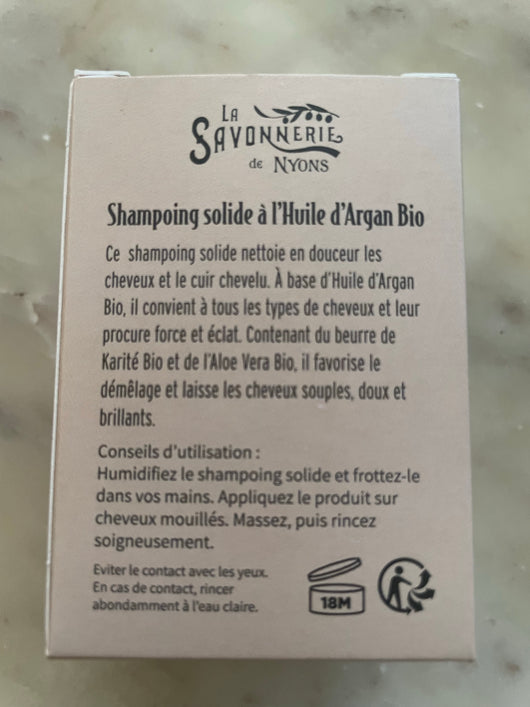 La
Savonnerie
de Nyons
Shampoing solide à l'Huile d'Argan Bio
Ce shampoing solide nettoie en douceur les
cheveux et le cuir chevelu. À base d'Huile d'Argan
Bio, il convient à tous les types de cheveux et leur
procure force et éclat. Contenant du beurre de
Karité Bio et de l'Aloe Vera Bio, il favorise le
démêlage et laisse les cheveux souples, doux et
brillants.
Conseils d'utilisation :
Humidifiez le shampoing solide et frottez-le
dans vos mains. Appliquez le produit sur
cheveux mouillés. Massez, puis rincez
soigneusement.
Eviter le contact avec les yeux.
En cas de contact, rincer
abondamment à l'eau claire.
18M